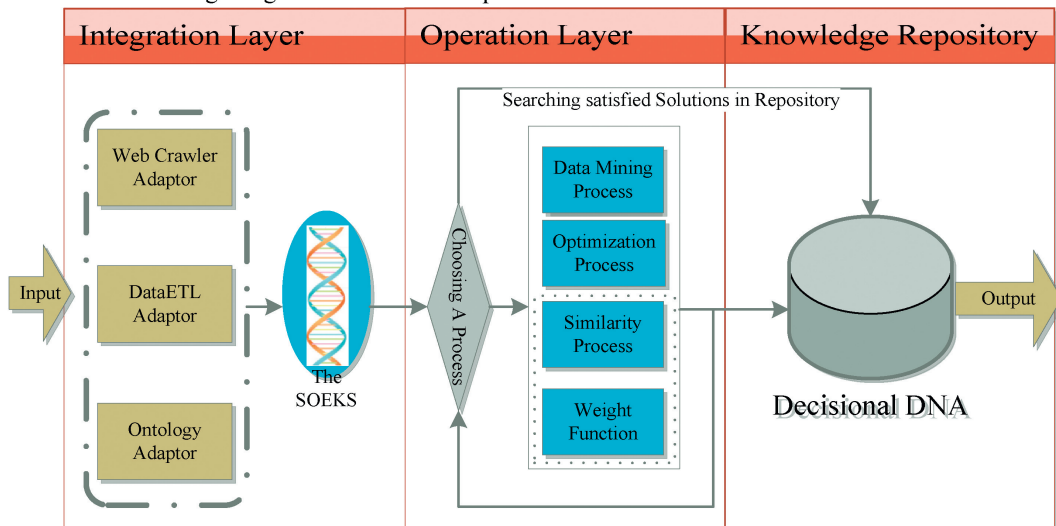 Integration Layer
Operation Layer
Knowledge Repository
Searching satisfied Solutions in Repository
Web Crawler
Adaptor
DataETL
Adaptor
Ontology
Adaptor
Input
The
SOEKS
Choosing A Process
Data Mining
Process
Optimization
Process
Similarity
Process
Weight
Function
Decisional DNA
Output